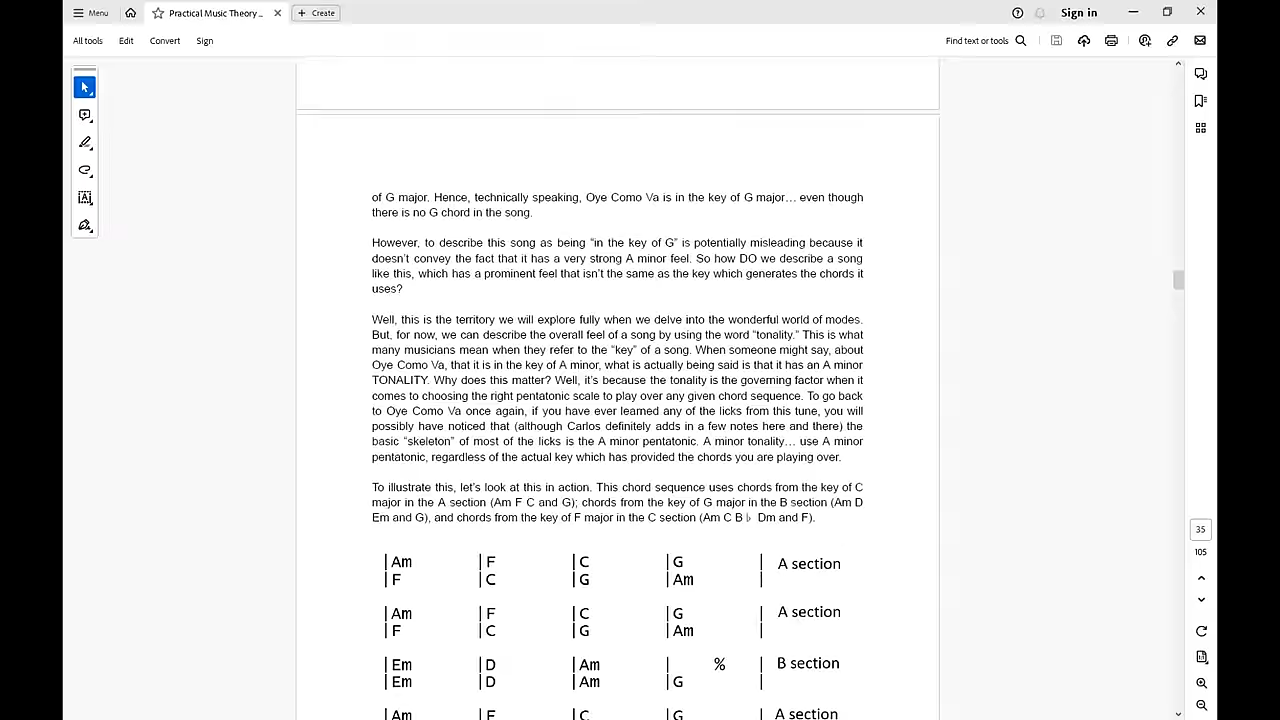 Menu
Practical Music Theory ...
Create
Sign in
All tools
Edit
Convert
Sign
Find text or tools
of G major. Hence, technically speaking, Oye Como Va is in the key of G major… even though
there is no G chord in the song.
However, to describe this song as being “in the key of G” is potentially misleading because it
doesn’t convey the fact that it has a very strong A minor feel. So how DO we describe a song
like this, which has a prominent feel that isn’t the same as the key which generates the chords it
uses?
Well, this is the territory we will explore fully when we delve into the wonderful world of modes.
But, for now, we can describe the overall feel of a song by using the word “tonality.” This is what
many musicians mean when they refer to the “key” of a song. When someone might say, about
Oye Como Va, that it is in the key of A minor, what is actually being said is that it has an A minor
TONALITY. Why does this matter? Well, it’s because the tonality is the governing factor when it
comes to choosing the right pentatonic scale to play over any given chord sequence. To go back
to Oye Como Va once again, if you have ever learned any of the licks from this tune, you will
possibly have noticed that (although Carlos definitely adds in a few notes here and there) the
basic “skeleton” of most of the licks is the A minor pentatonic. A minor tonality… use A minor
pentatonic, regardless of the actual key which has provided the chords you are playing over.
To illustrate this, let’s look at this in action. This chord sequence uses chords from the key of C
major in the A section (Am F C and G); chords from the key of G major in the B section (Am D
Em and G), and chords from the key of F major in the C section (Am C B♭ Dm and F).
|Am |F |C |G | A section
|F |C |G |Am |
|Am |F |C |G | A section
|F |C |G |Am |
|Em |D |Am | % | B section
|Em |D |Am |G |
|Am |F |C |G | A section
35
105